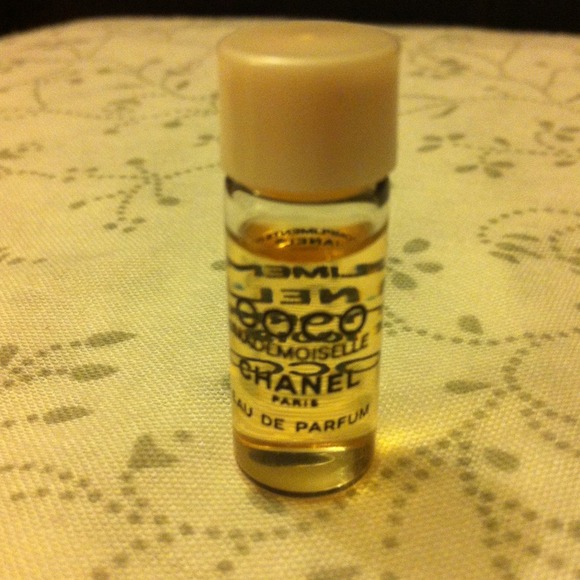 COCO
MADEMOISELLE
CHANEL
PARIS
EAU DE PARFUM